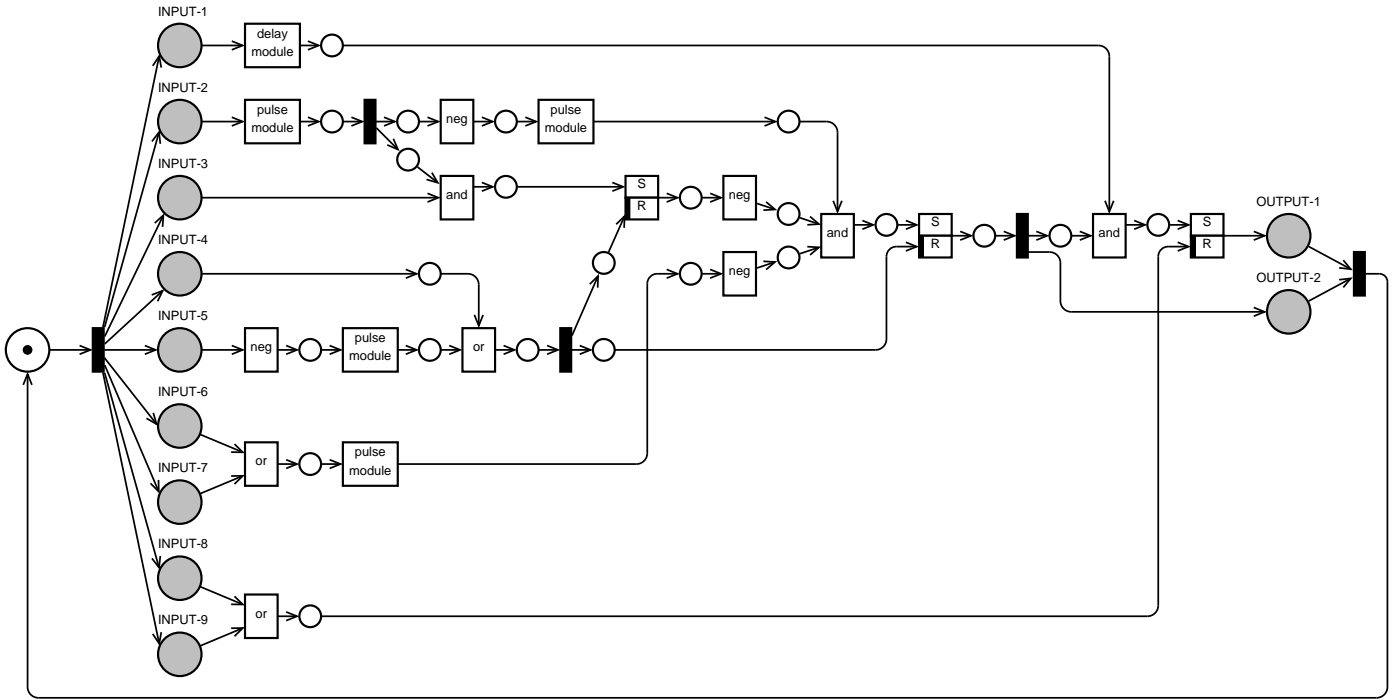 INPUT-1
delay
module
INPUT-2
pulse
module
neg
pulse
module
INPUT-3
and
S
R
neg
and
S
R
and
S
R
OUTPUT-1
INPUT-4
neg
OUTPUT-2
INPUT-5
neg
pulse
module
or
INPUT-6
or
pulse
module
INPUT-7
INPUT-8
or
INPUT-9